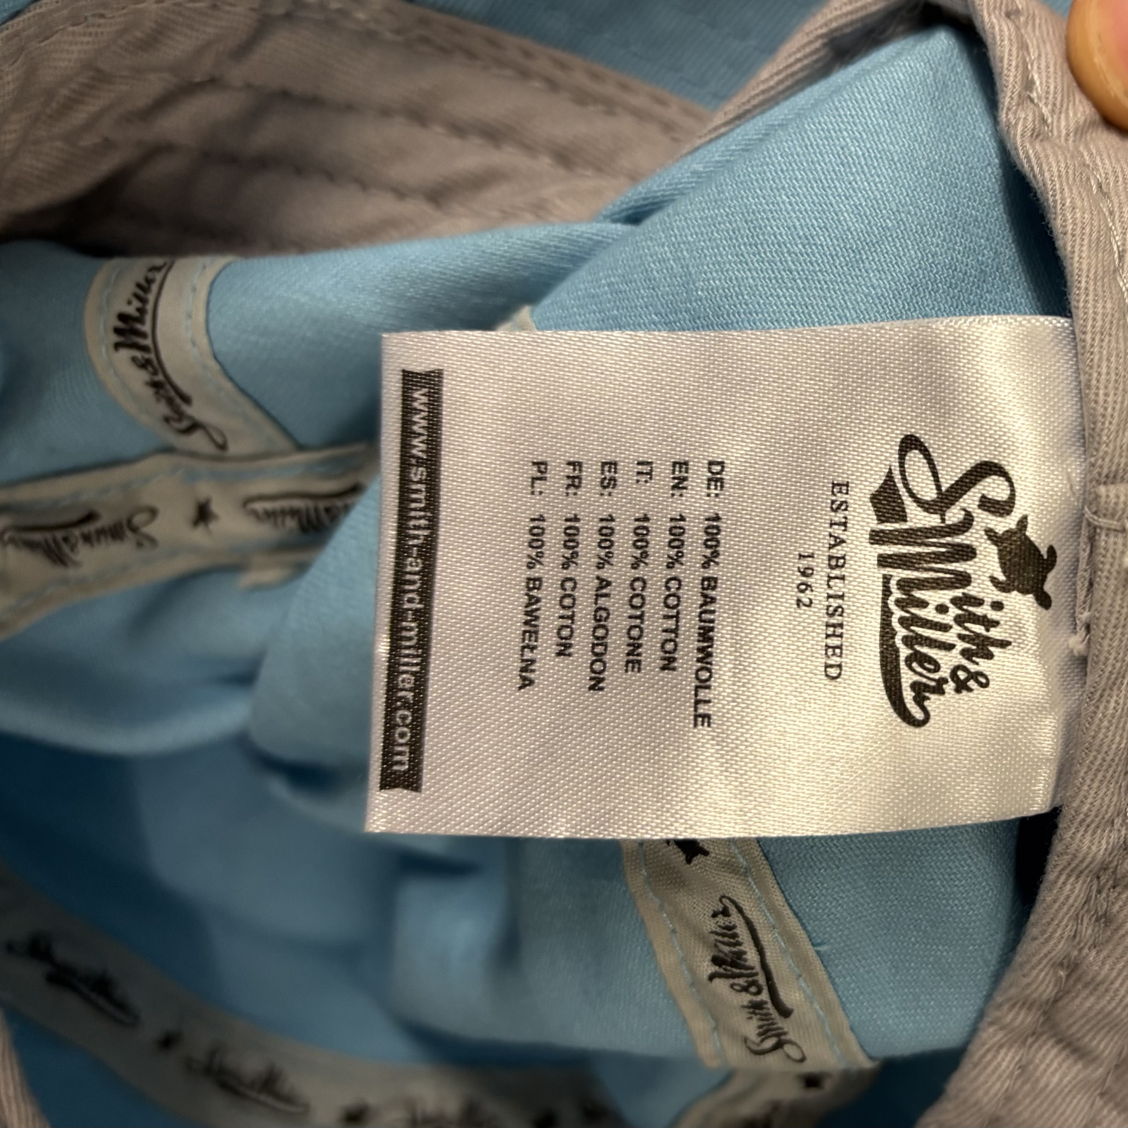 Smith &
Miller
ESTABLISHED
1962
DE: 100% BAUMWOLLE
EN: 100% COTTON
IT: 100% COTONE
ES: 100% ALGODON
FR: 100% COTON
PL: 100% BAWEŁNA
www.smith-and-miller.com
Smith & Miller
Smith & Miller
Smith & Miller